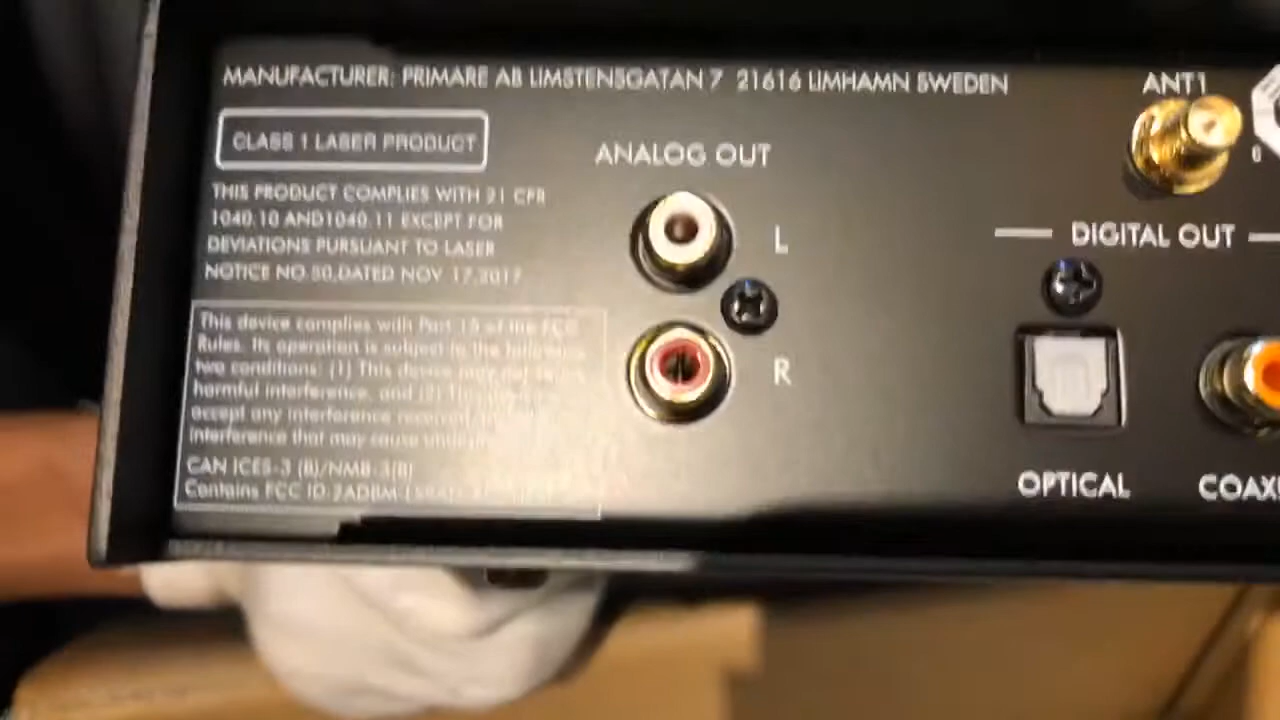 MANUFACTURER: PRIMARE AB LIMSTENSGATAN 7 21616 LIMHAMN SWEDEN
ANT1
CLASS 1 LASER PRODUCT
ANALOG OUT
THIS PRODUCT COMPLIES WITH 21 CFR
1040.10 AND1040.11 EXCEPT FOR
DEVIATIONS PURSUANT TO LASER
NOTICE NO.50,DATED NOV 17,2017
L
DIGITAL OUT
This device complies with Part 15 of the FCC
Rules. Its operation is subject to the following
two conditions: (1) This device may not
harmful interference, and (2) This
accept any interference received
interference that may cause
R
CAN ICES-3 (B)/NMB-3(B)
Contains FCC ID:2ADBM
OPTICAL
COAX